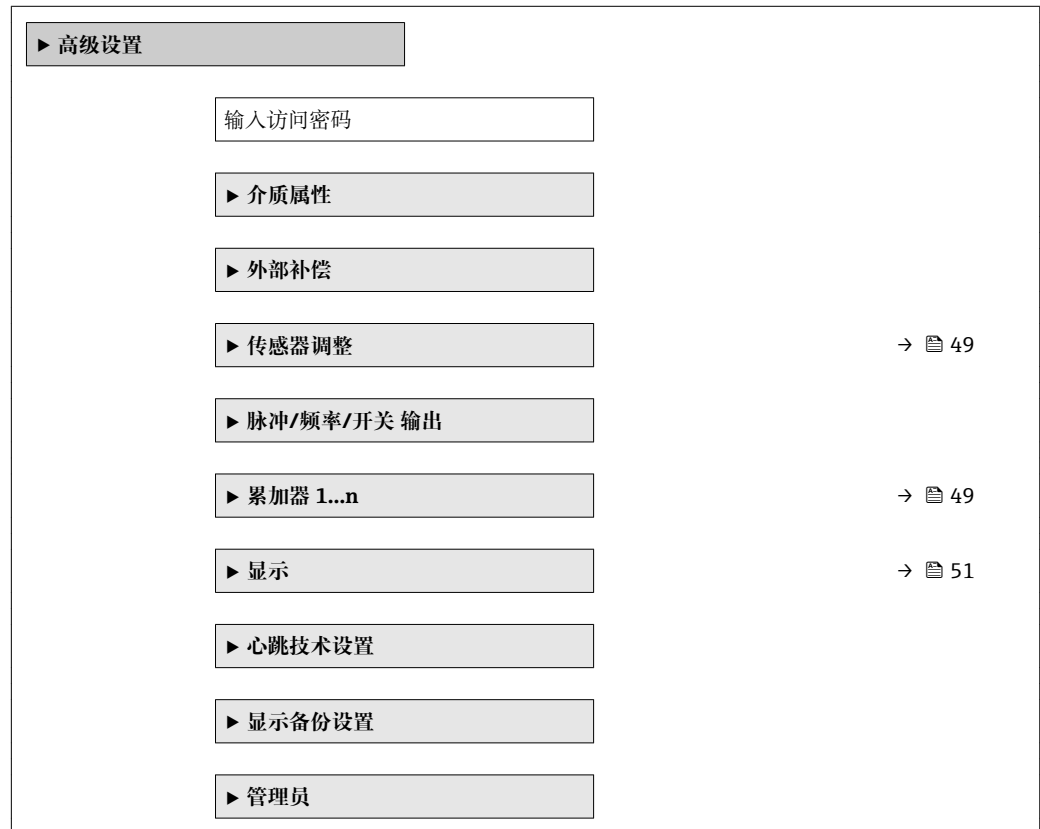 ▶ 高级设置
输入访问密码
▶ 介质属性
▶ 外部补偿
▶ 传感器调整 → 49
▶ 脉冲/频率/开关 输出
▶ 累加器 1...n → 49
▶ 显示 → 51
▶ 心跳技术设置
▶ 显示备份设置
▶ 管理员